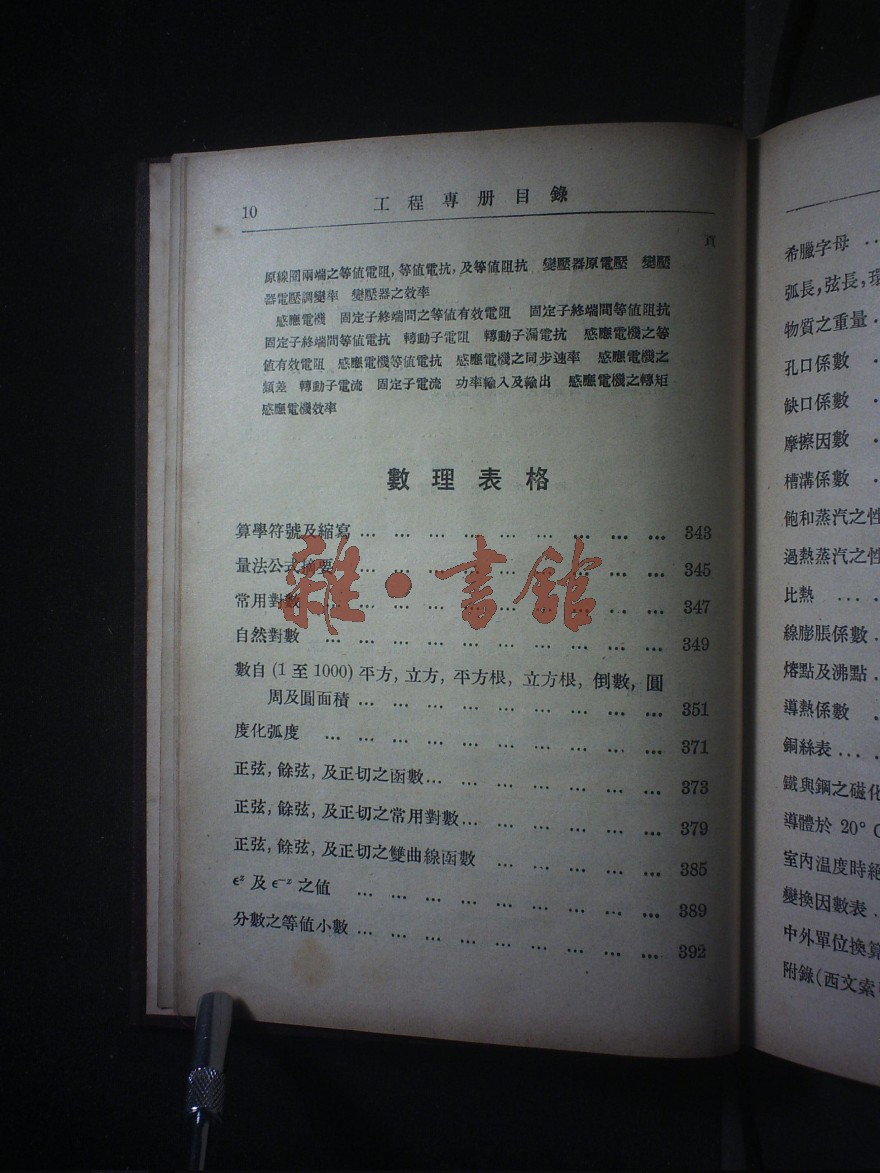 10 工程專册目錄
頁
原線間兩端之等值電阻,等值電抗,及等值阻抗 變壓器原電壓 變壓
器電壓調變率 變壓器之效率
感應電機 固定子終端間之等值有效電阻 固定子終端間等值阻抗
固定子終端間等值電抗 轉動子電阻 轉動子漏電抗 感應電機之等
值有效電阻 感應電機等值電抗 感應電機之同步速率 感應電機之
顛差 轉動子電流 固定子電流 功率輸入及輸出 感應電機之轉矩
感應電機效率
數理表格
算學符號及縮寫 ... ... ... ... ... ... ... ... ... 343
量法公式摘要 ... ... ... ... ... ... ... ... ... 345
常用對數 ... ... ... ... ... ... ... ... ... ... 347
自然對數 ... ... ... ... ... ... ... ... ... ... 349
數自 (1 至 1000) 平方, 立方, 平方根, 立方根, 倒數, 圓
周及圓面積 ... ... ... ... ... ... ... ... ... 351
度化弧度 ... ... ... ... ... ... ... ... ... ... 371
正弦, 餘弦, 及正切之函數... ... ... ... ... ... ... 373
正弦, 餘弦, 及正切之常用對數... ... ... ... ... ... 379
正弦, 餘弦, 及正切之雙曲線函數 ... ... ... ... ... 385
ϵˣ 及 ϵ⁻ˣ 之值 ... ... ... ... ... ... ... ... ... 389
分數之等值小數 ... ... ... ... ... ... ... ... ... 392
雜·書館
希臘字母 ...
弧長, 弦長,
物質之重量 ...
孔口係數 ...
缺口係數 ...
摩擦因數 ...
槽溝係數 ...
飽和蒸汽之性
過熱蒸汽之性
比熱 ... ...
線膨脹係數 ...
熔點及沸點 ...
導熱係數 ...
銅絲表 ... ...
鐵與鋼之磁化
導體於 20° C
室內溫度時絕
變換因數表 ...
中外單位換算
附錄(西文索